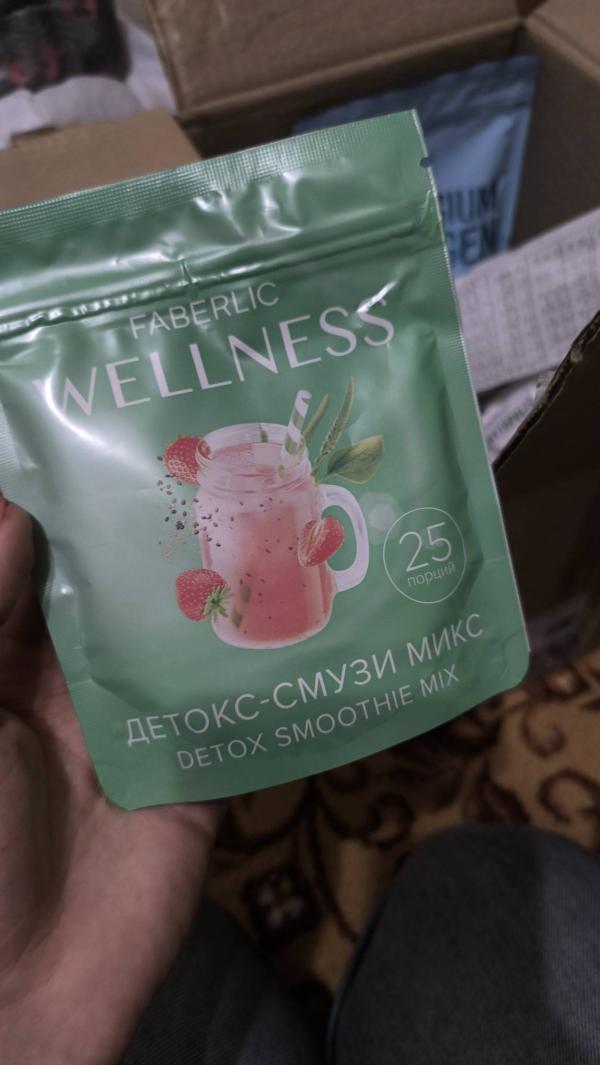 FABERLIC
WELLNESS
25
порций
ДЕТОКС-СМУЗИ МИКС
DETOX SMOOTHIE MIX